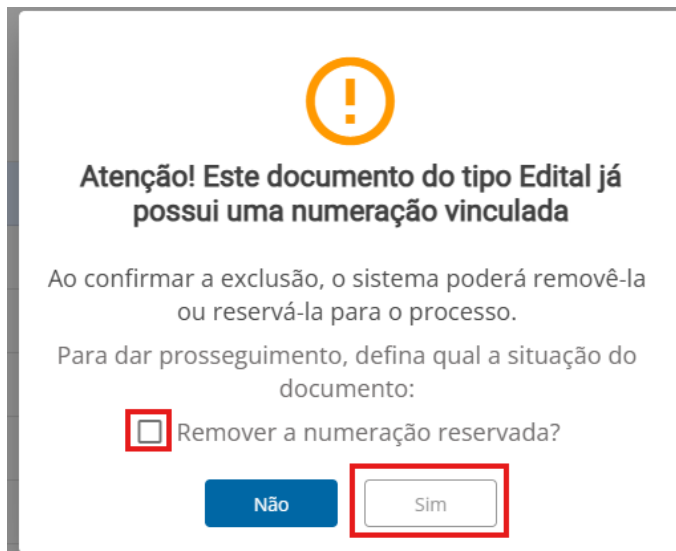 Atenção! Este documento do tipo Edital já
possui uma numeração vinculada
Ao confirmar a exclusão, o sistema poderá removê-la
ou reservá-la para o processo.
Para dar prosseguimento, defina qual a situação do
documento:
Remover a numeração reservada?
Não
Sim